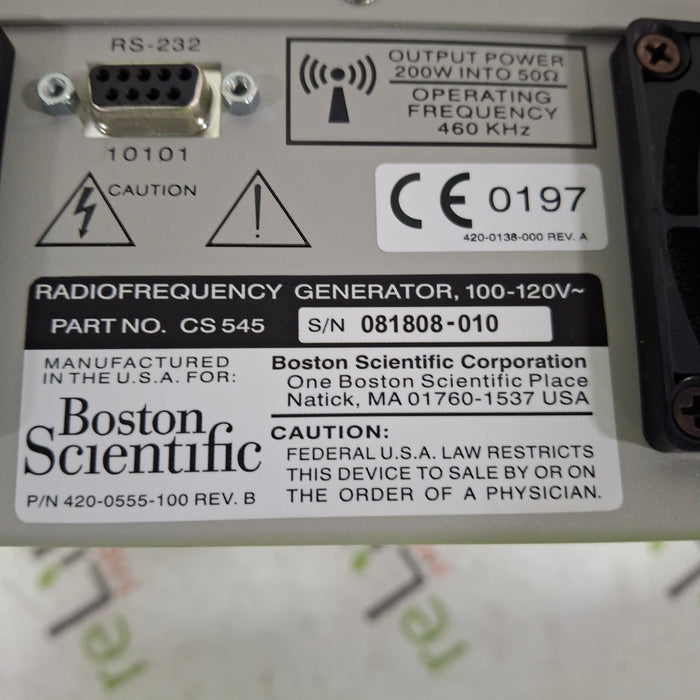 RS-232
10101
OUTPUT POWER
200W INTO 50Ω
OPERATING
FREQUENCY
460 KHz
CAUTION
CE 0197
420-0138-000 REV. A
RADIOFREQUENCY GENERATOR, 100-120V~
PART NO. CS 545
S/N 081808-010
MANUFACTURED
IN THE U.S.A. FOR:
Boston
Scientific
P/N 420-0555-100 REV. B
Boston Scientific Corporation
One Boston Scientific Place
Natick, MA 01760-1537 USA
CAUTION:
FEDERAL U.S.A. LAW RESTRICTS
THIS DEVICE TO SALE BY OR ON
THE ORDER OF A PHYSICIAN.